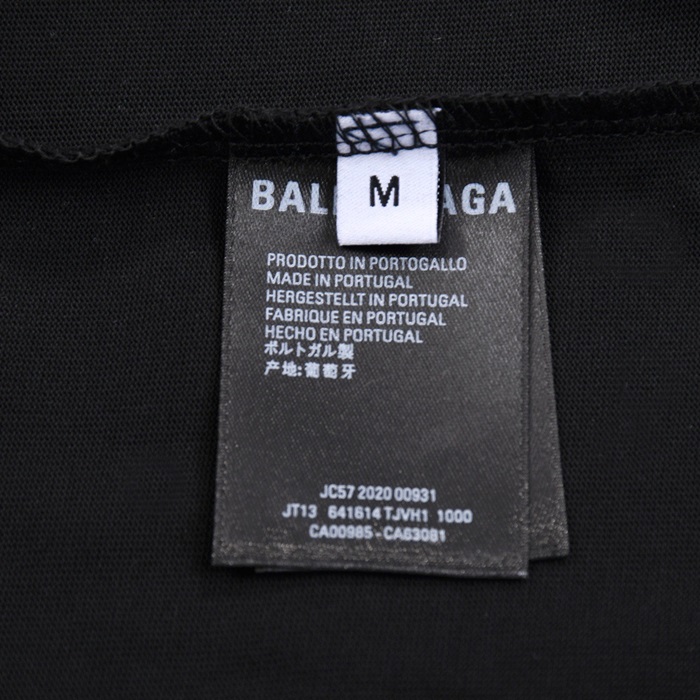 M
BAL AGA
PRODOTTO IN PORTOGALLO
MADE IN PORTUGAL
HERGESTELLT IN PORTUGAL
FABRIQUE EN PORTUGAL
HECHO EN PORTUGAL
ポルトガル製
产地:葡萄牙
JC57 2020 00931
JT13 641614 TJVH1 1000
CA00985 - CA63081